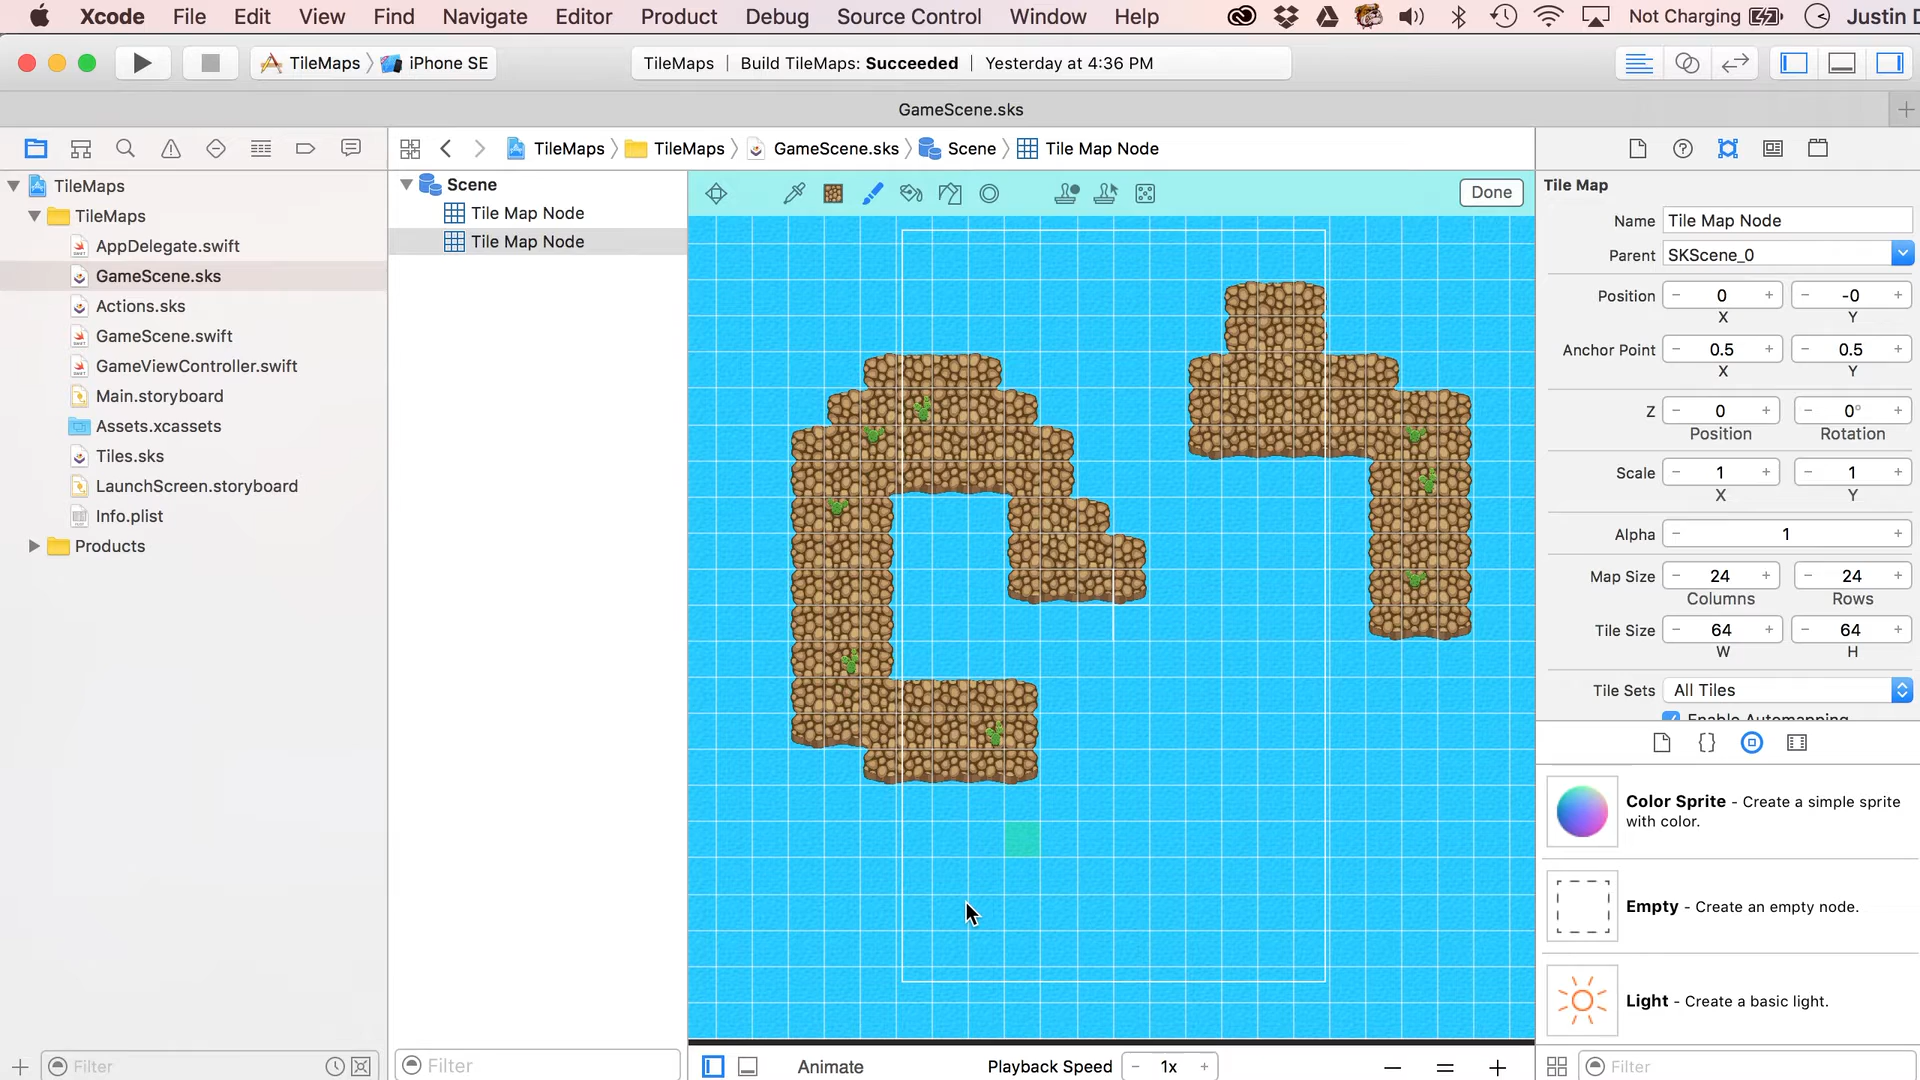 Xcode File Edit View Find Navigate Editor Product Debug Source Control Window Help Not Charging Justin D
TileMaps iPhone SE TileMaps Build TileMaps: Succeeded Yesterday at 4:36 PM
GameScene.sks
TileMaps TileMaps GameScene.sks Scene Tile Map Node
TileMaps
TileMaps
AppDelegate.swift
GameScene.sks
Actions.sks
GameScene.swift
GameViewController.swift
Main.storyboard
Assets.xcassets
Tiles.sks
LaunchScreen.storyboard
Info.plist
Products
Filter
Scene
Tile Map Node
Tile Map Node
Filter
Done
Animate Playback Speed - 1x +
Tile Map
Name Tile Map Node
Parent SKScene_0
Position - 0 + - -0 +
X Y
Anchor Point - 0.5 + - 0.5 +
X Y
Z - 0 + - 0° +
Position Rotation
Scale - 1 + - 1 +
X Y
Alpha - 1 +
Map Size - 24 + - 24 +
Columns Rows
Tile Size - 64 + - 64 +
W H
Tile Sets All Tiles
Enable Automapping
{}
Color Sprite - Create a simple sprite
with color.
Empty - Create an empty node.
Light - Create a basic light.
Filter